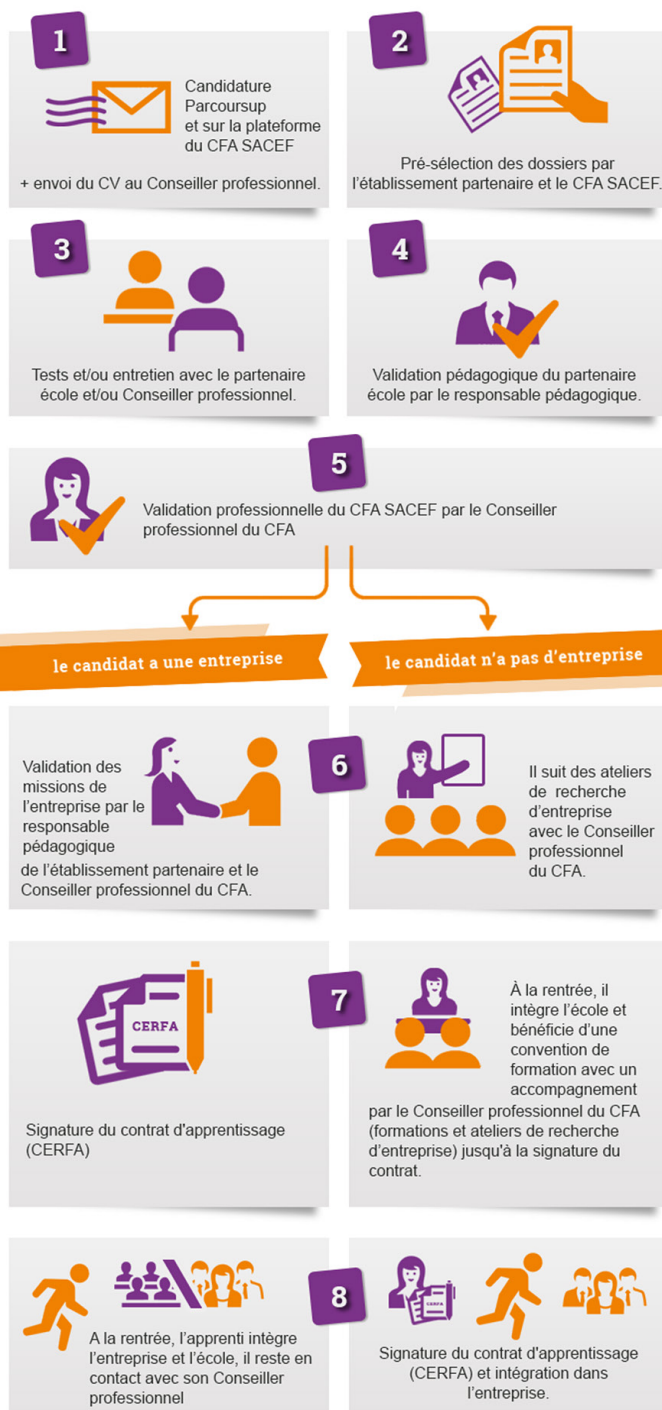 1
Candidature
Parcoursup
et sur la plateforme
du CFA SACEF
+ envoi du CV au Conseiller professionnel.
2
Pré-sélection des dossiers par
l'établissement partenaire et le CFA SACEF.
3
Tests et/ou entretien avec le partenaire
école et/ou Conseiller professionnel.
4
Validation pédagogique du partenaire
école par le responsable pédagogique.
5
Validation professionnelle du CFA SACEF par le Conseiller
professionnel du CFA
le candidat a une entreprise
le candidat n'a pas d'entreprise
6
Validation des
missions de
l'entreprise par le
responsable
pédagogique
de l'établissement partenaire et le
Conseiller professionnel du CFA.
Il suit des ateliers
de recherche
d'entreprise
avec le Conseiller
professionnel
du CFA.
7
CERFA
Signature du contrat d'apprentissage
(CERFA)
À la rentrée, il
intègre l'école et
bénéficie d'une
convention de
formation avec un
accompagnement
par le Conseiller professionnel du CFA
(formations et ateliers de recherche
d'entreprise) jusqu'à la signature du
contrat.
8
A la rentrée, l'apprenti intègre
l'entreprise et l'école, il reste en
contact avec son Conseiller
professionnel
CERFA
Signature du contrat d'apprentissage
(CERFA) et intégration dans
l'entreprise.